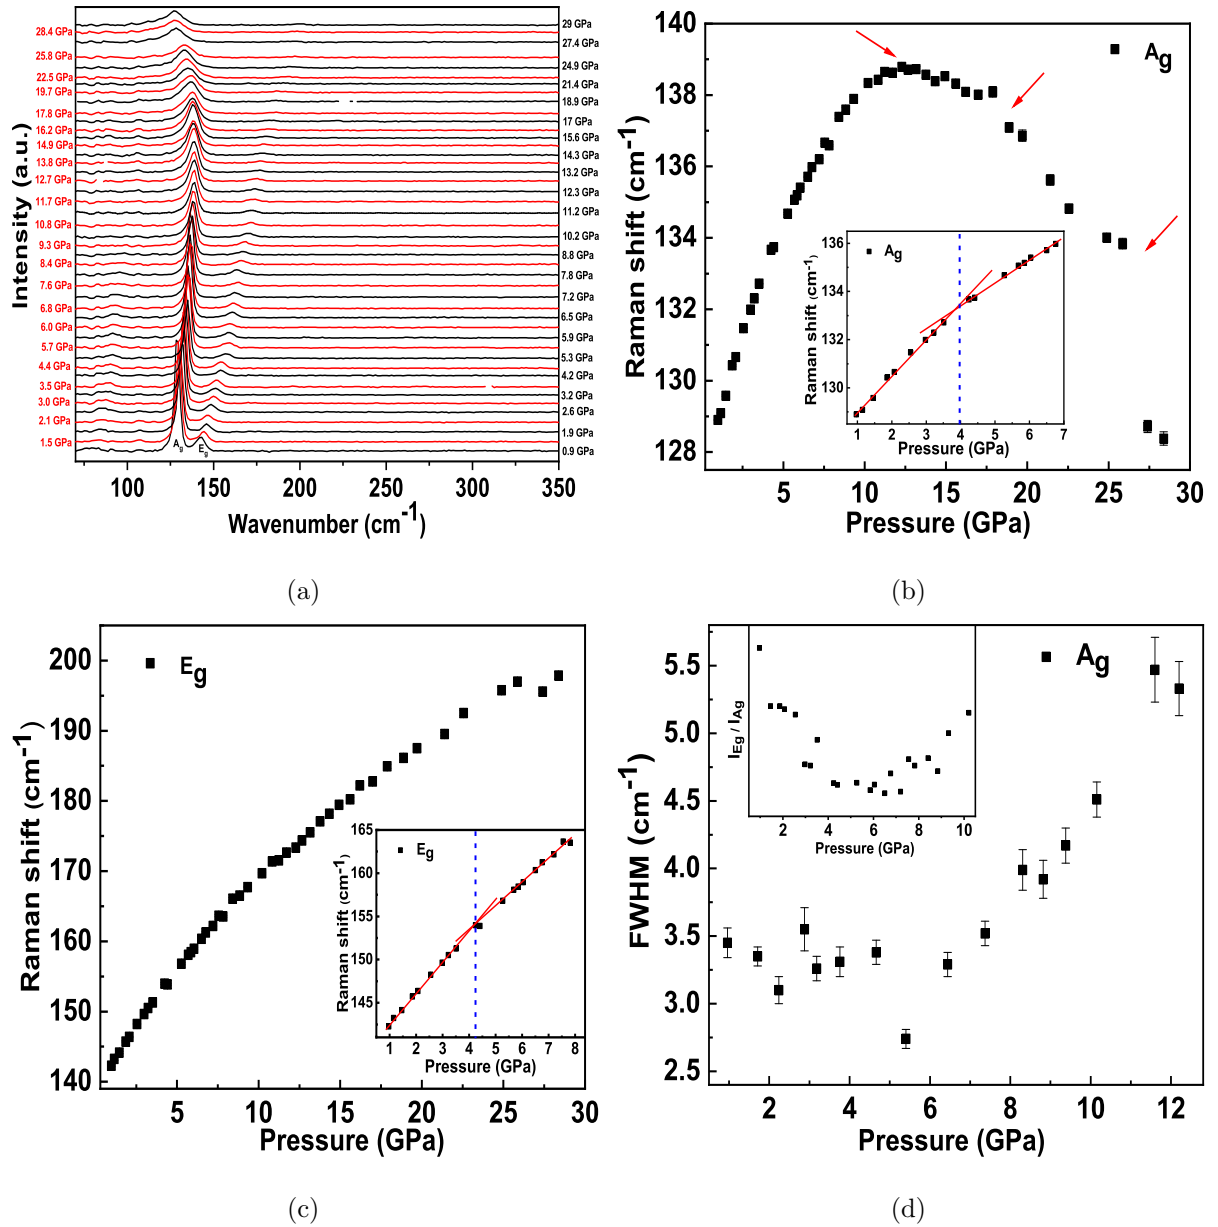 Intensity (a.u.)
28.4 GPa
25.8 GPa
22.5 GPa
19.7 GPa
17.8 GPa
16.2 GPa
14.9 GPa
13.8 GPa
12.7 GPa
11.7 GPa
10.8 GPa
9.3 GPa
8.4 GPa
7.6 GPa
6.8 GPa
6.0 GPa
5.7 GPa
4.4 GPa
3.5 GPa
3.0 GPa
2.1 GPa
1.5 GPa
29 GPa
27.4 GPa
24.9 GPa
21.4 GPa
18.9 GPa
17 GPa
15.6 GPa
14.3 GPa
13.2 GPa
12.3 GPa
11.2 GPa
10.2 GPa
8.8 GPa
7.8 GPa
7.2 GPa
6.5 GPa
5.9 GPa
5.3 GPa
4.2 GPa
3.2 GPa
2.6 GPa
1.9 GPa
0.9 GPa
Ag
Eg
100 150 200 250 300 350
Wavenumber (cm-1)
(a)
Raman shift (cm-1)
140
138
136
134
132
130
128
Ag
5 10 15 20 25 30
Pressure (GPa)
Raman shift (cm-1)
136
134
132
130
Ag
1 2 3 4 5 6 7
Pressure (GPa)
(b)
Raman shift (cm-1)
200
190
180
170
160
150
140
Eg
5 10 15 20 25 30
Pressure (GPa)
Raman shift (cm-1)
165
160
155
150
145
Eg
1 2 3 4 5 6 7 8
Pressure (GPa)
(c)
FWHM (cm-1)
5.5
5.0
4.5
4.0
3.5
3.0
2.5
Ag
2 4 6 8 10 12
Pressure (GPa)
IEg / IAg
2 4 6 8 10
Pressure (GPa)
(d)